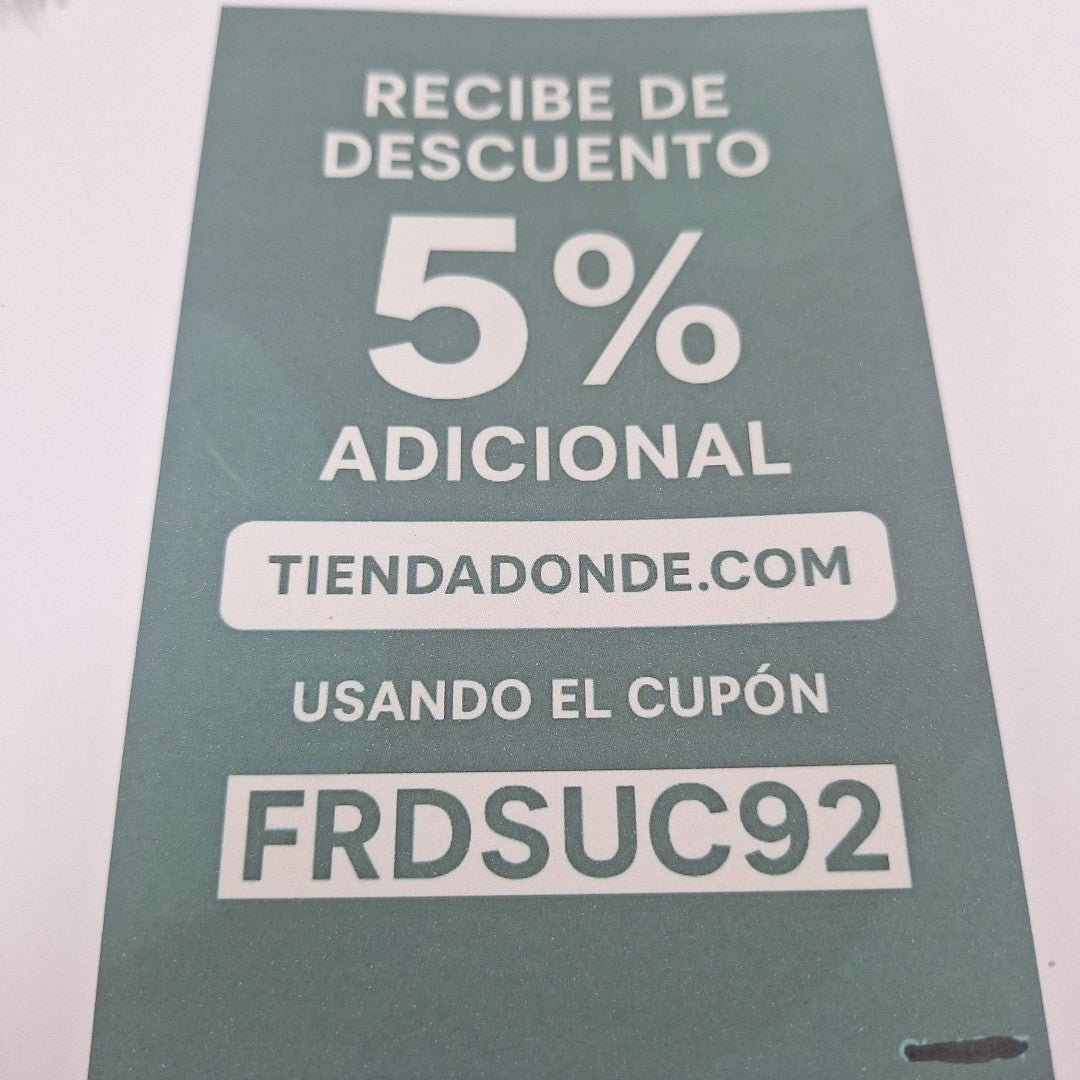 RECIBE DE
DESCUENTO
5%
ADICIONAL
TIENDADONDE.COM
USANDO EL CUPÓN
FRDSUC92